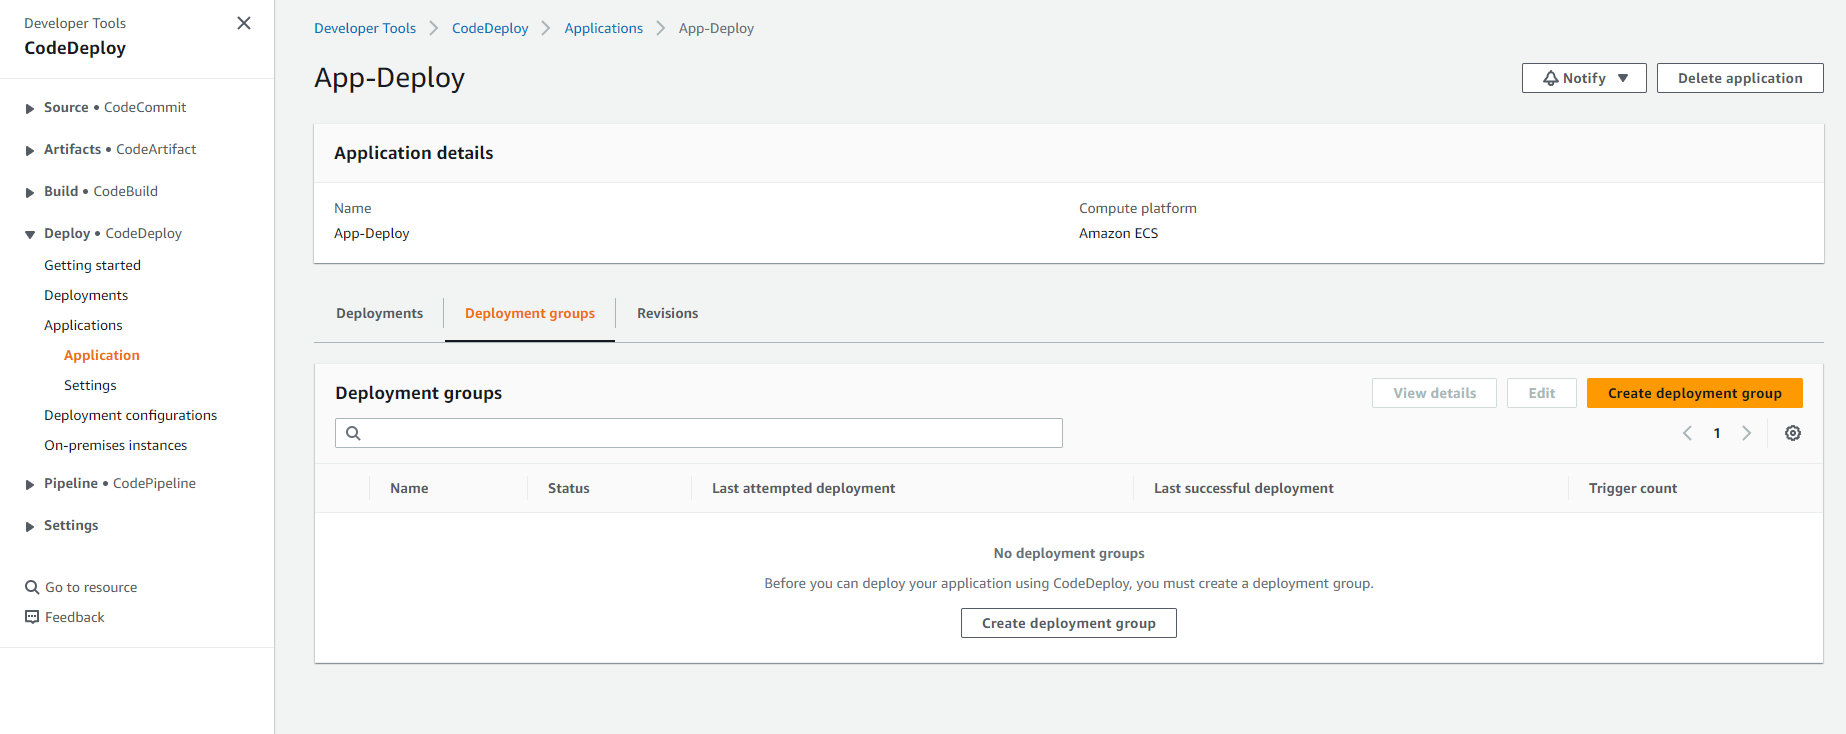 Developer Tools
CodeDeploy
Source • CodeCommit
Artifacts • CodeArtifact
Build • CodeBuild
Deploy • CodeDeploy
Getting started
Deployments
Applications
Application
Settings
Deployment configurations
On-premises instances
Pipeline • CodePipeline
Settings
Go to resource
Feedback
Developer Tools CodeDeploy Applications App-Deploy
App-Deploy
Notify Delete application
Application details
Name Compute platform
App-Deploy Amazon ECS
Deployments Deployment groups Revisions
Deployment groups View details Edit Create deployment group
1
Name Status Last attempted deployment Last successful deployment Trigger count
No deployment groups
Before you can deploy your application using CodeDeploy, you must create a deployment group.
Create deployment group